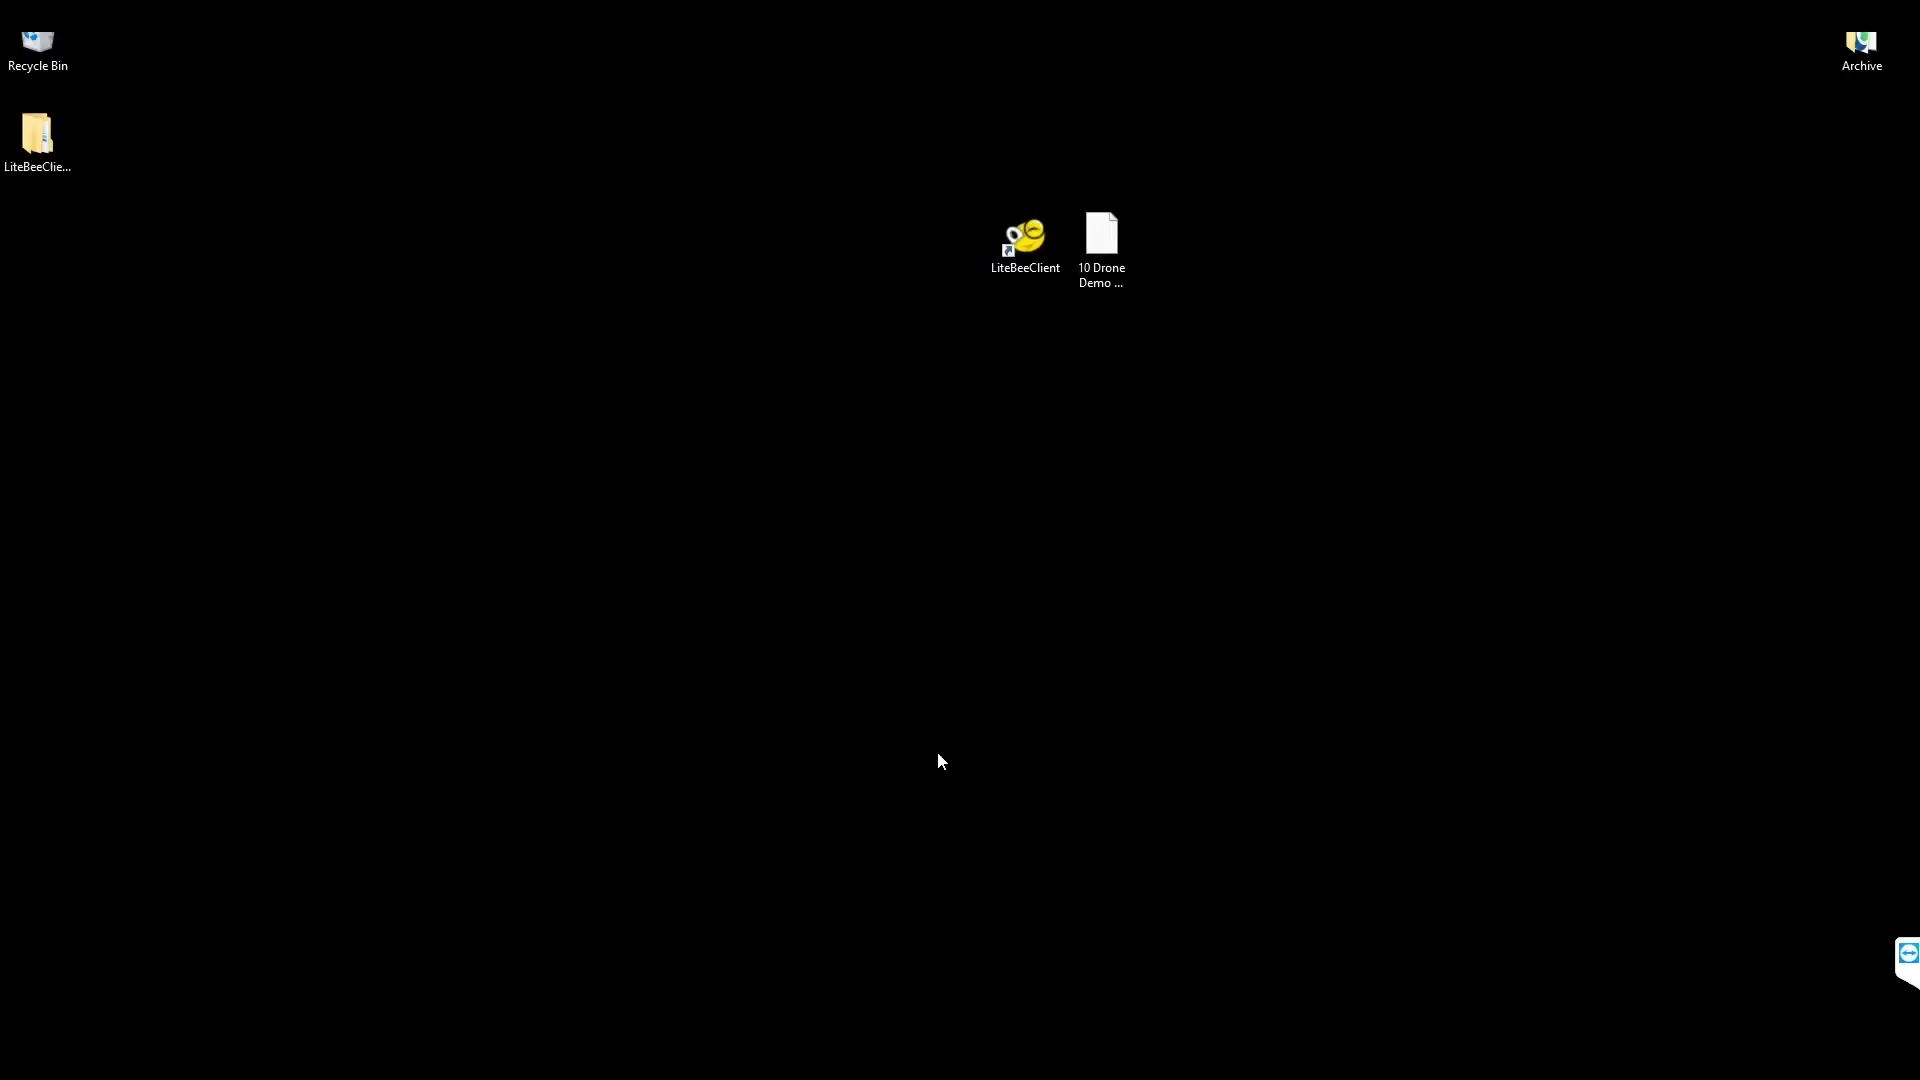 Recycle Bin
Archive
LiteBeeClie...
LiteBeeClient
10 Drone
Demo ...